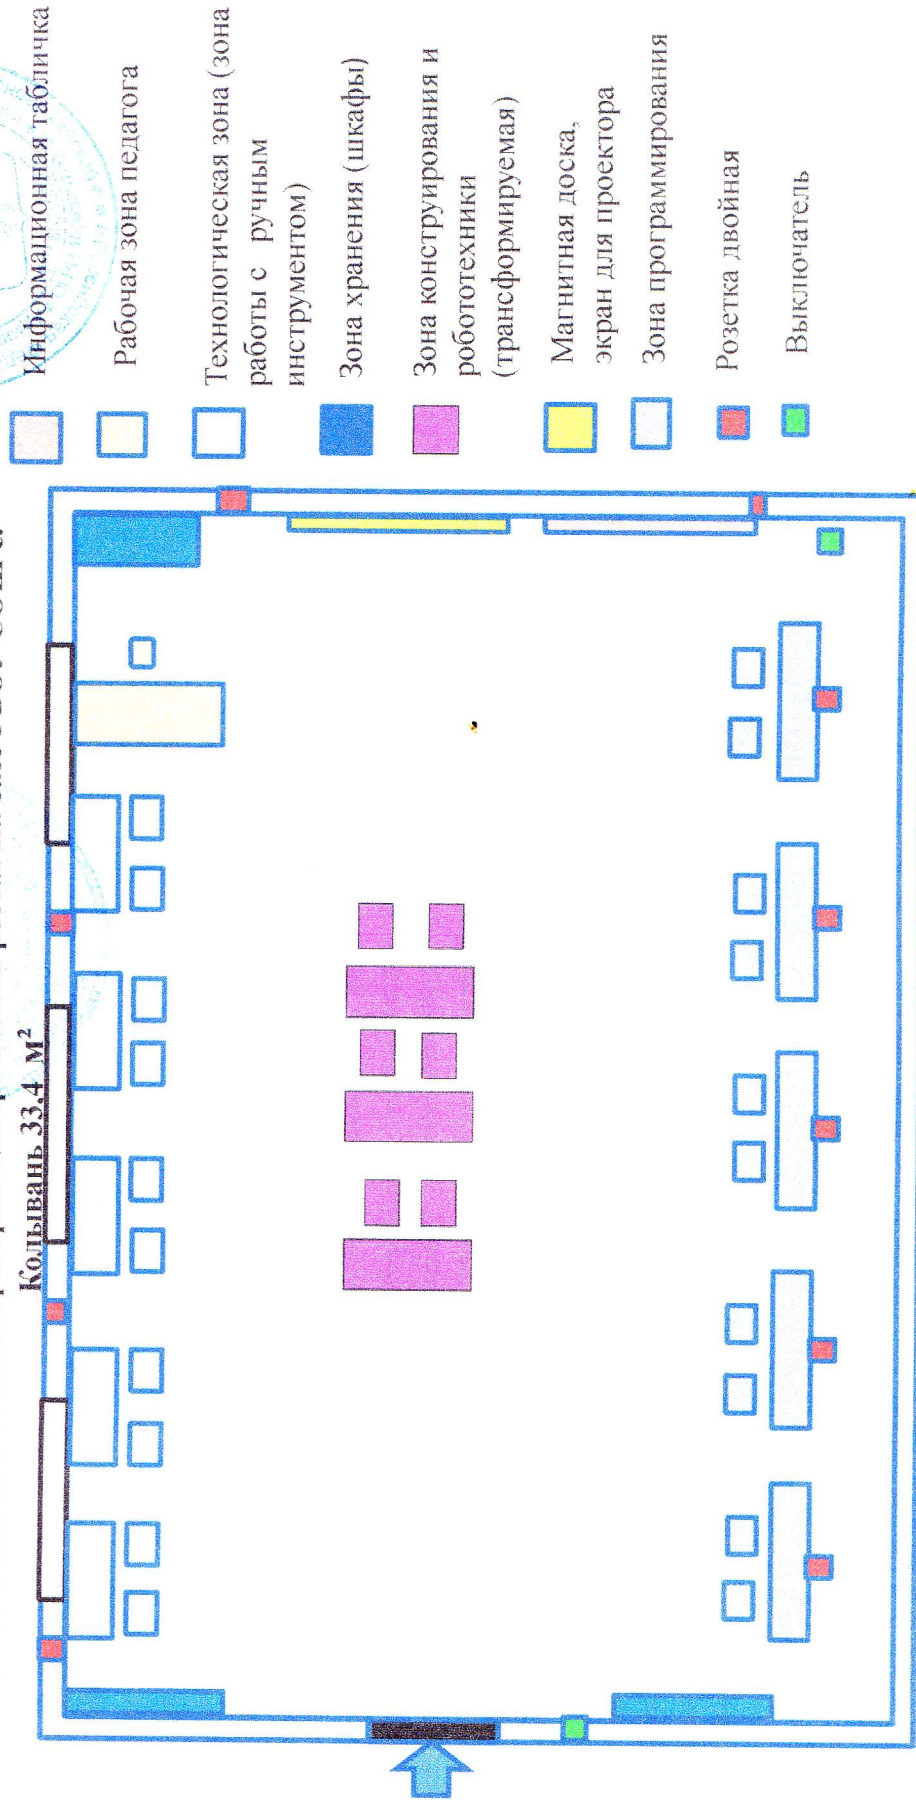 Колывань 33,4 м²
Информационная табличка
Рабочая зона педагога
Технологическая зона (зона
работы с ручным
инструментом)
Зона хранения (шкафы)
Зона конструирования и
робототехники
(трансформируемая)
Магнитная доска,
экран для проектора
Зона программирования
Розетка двойная
Выключатель